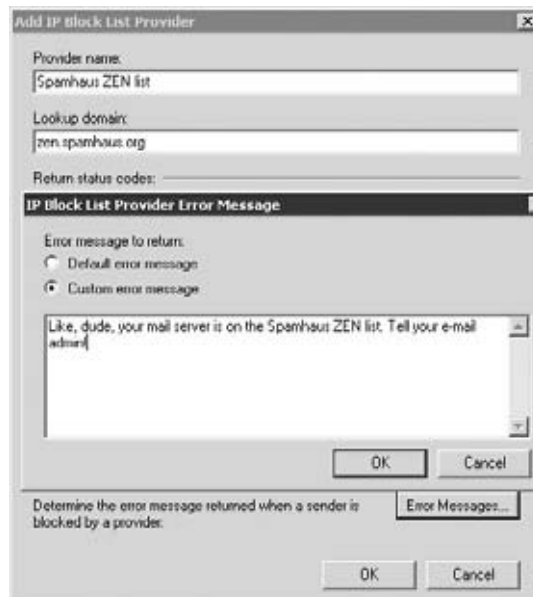 Add IP Block List Provider
Provider name:
Spamhaus ZEN list
Lookup domain:
zen.spamhaus.org
Return status codes:
IP Block List Provider Error Message
Error message to return:
Default error message
Custom error message
Like, dude, your mail server is on the Spamhaus ZEN list. Tell your e-mail
admin!
OK
Cancel
Determine the error message returned when a sender is
blocked by a provider.
Error Messages...
OK
Cancel